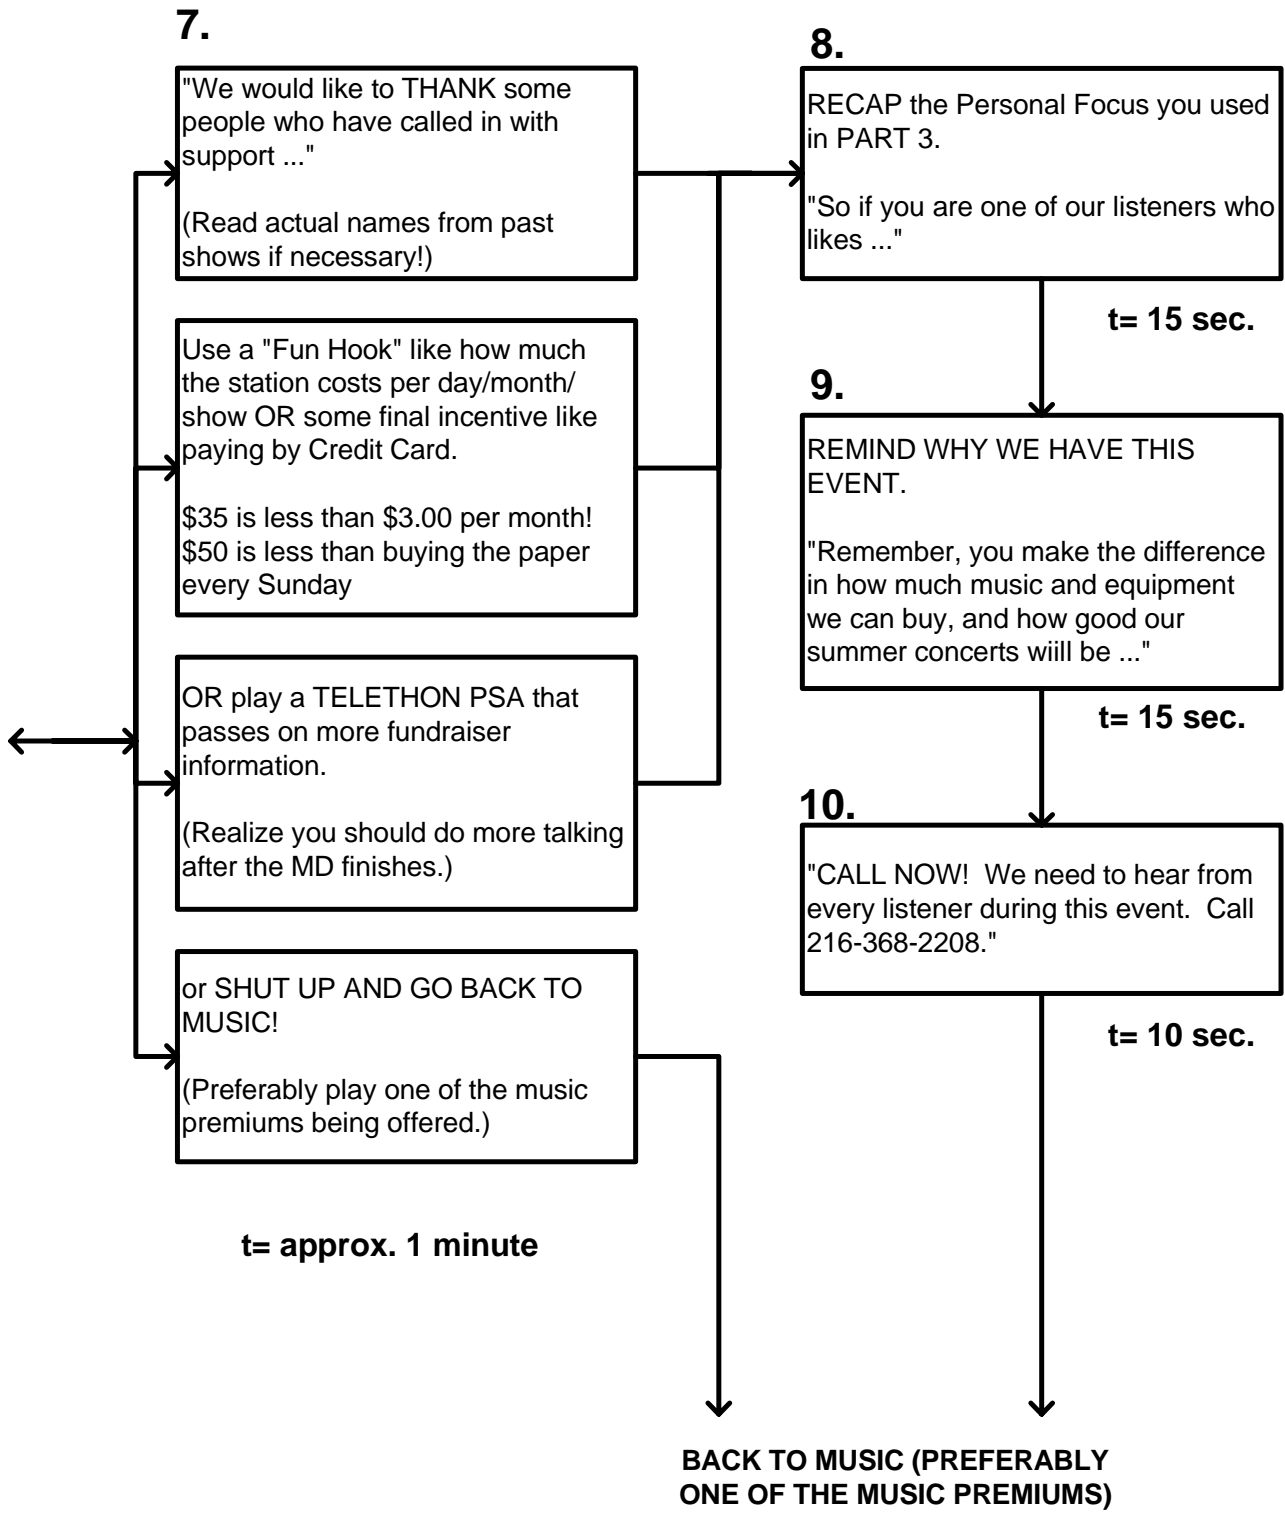 7.
"We would like to THANK some
people who have called in with
support ..."
(Read actual names from past
shows if necessary!)
Use a "Fun Hook" like how much
the station costs per day/month/
show OR some final incentive like
paying by Credit Card.
$35 is less than $3.00 per month!
$50 is less than buying the paper
every Sunday
OR play a TELETHON PSA that
passes on more fundraiser
information.
(Realize you should do more talking
after the MD finishes.)
or SHUT UP AND GO BACK TO
MUSIC!
(Preferably play one of the music
premiums being offered.)
t= approx. 1 minute
8.
RECAP the Personal Focus you used
in PART 3.
"So if you are one of our listeners who
likes ..."
t= 15 sec.
9.
REMIND WHY WE HAVE THIS
EVENT.
"Remember, you make the difference
in how much music and equipment
we can buy, and how good our
summer concerts wiill be ..."
t= 15 sec.
10.
"CALL NOW!  We need to hear from
every listener during this event.  Call
216-368-2208."
t= 10 sec.
BACK TO MUSIC (PREFERABLY
ONE OF THE MUSIC PREMIUMS)